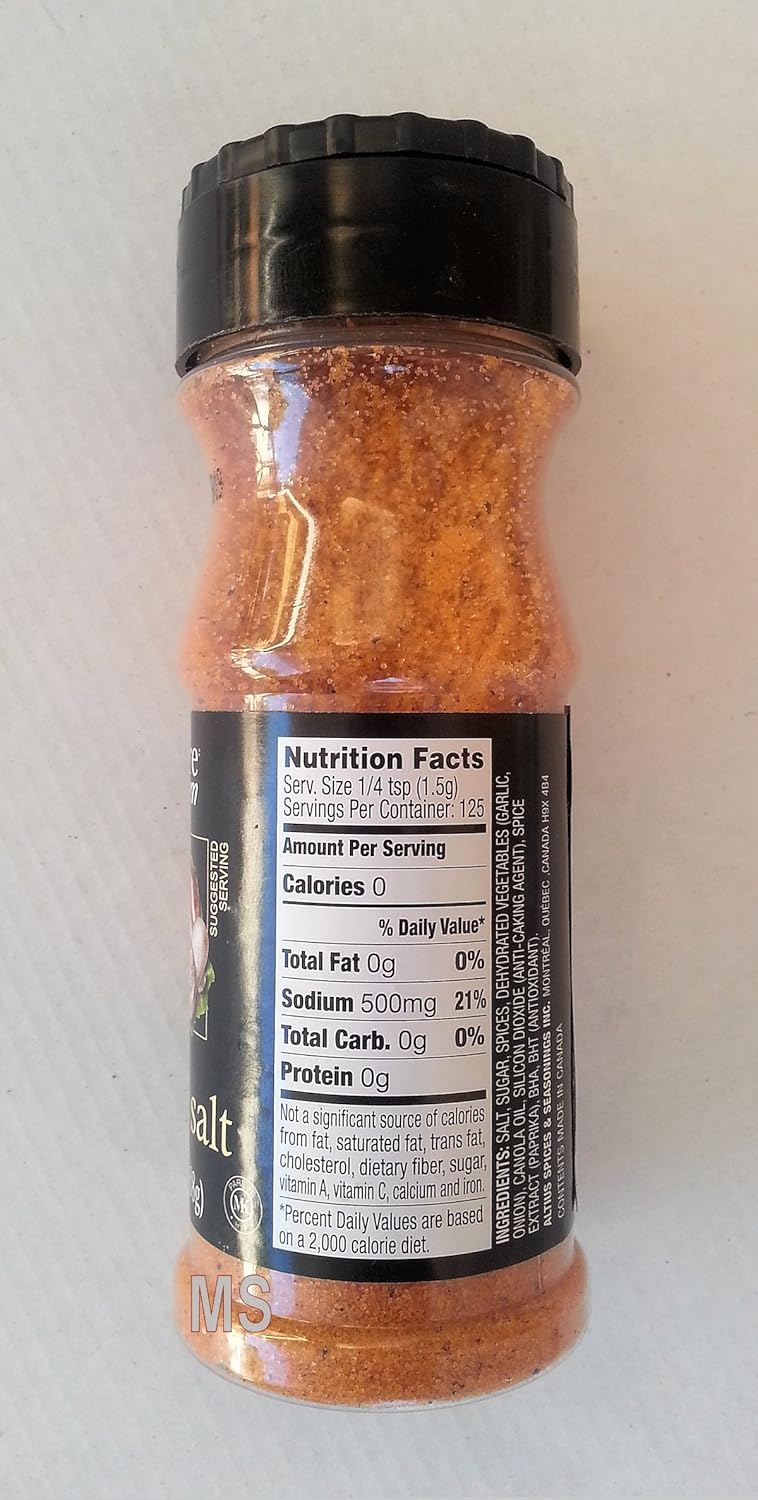 SUGGESTED
SERVING
salt
Nutrition Facts
Serv. Size 1/4 tsp (1.5g)
Servings Per Container: 125
Amount Per Serving
Calories 0
% Daily Value*
Total Fat 0g 0%
Sodium 500mg 21%
Total Carb. 0g 0%
Protein 0g
Not a significant source of calories
from fat, saturated fat, trans fat,
cholesterol, dietary fiber, sugar,
vitamin A, vitamin C, calcium and iron.
*Percent Daily Values are based
on a 2,000 calorie diet.
INGREDIENTS: SALT, SUGAR, SPICES, DEHYDRATED VEGETABLES (GARLIC,
ONION), CANOLA OIL, SILICON DIOXIDE (ANTI-CAKING AGENT), SPICE
EXTRACT (PAPRIKA), BHA, BHT (ANTIOXIDANT).
ALTIUS SPICES & SEASONINGS INC. MONTRÉAL, QUÉBEC ,CANADA H9X 4B4
CONTENTS MADE IN CANADA
MK
MS